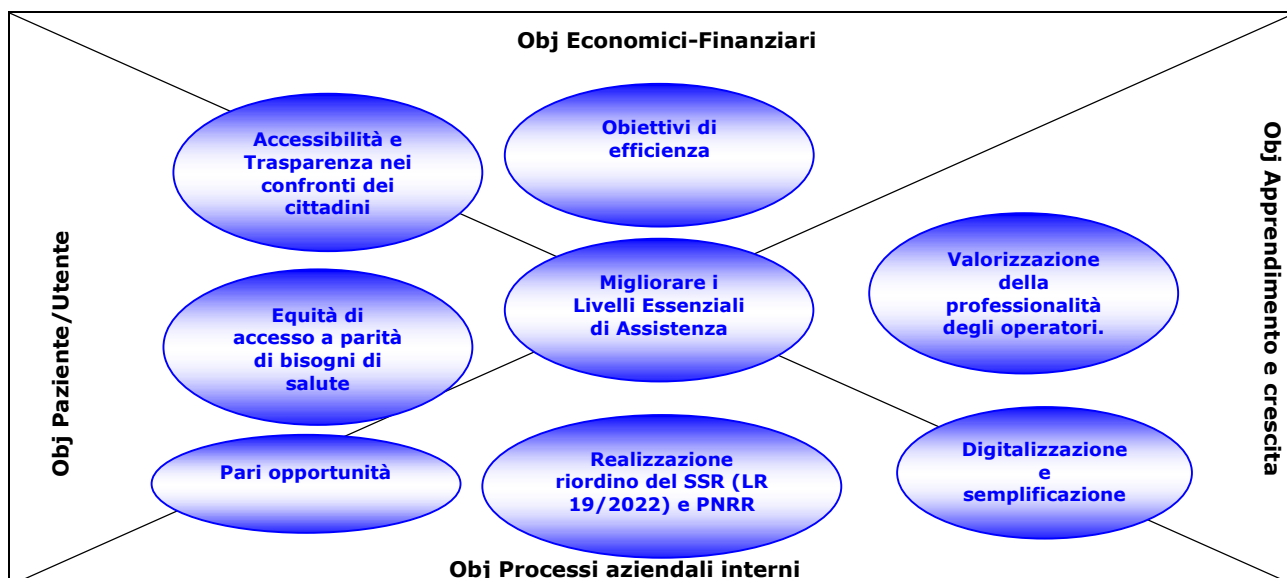 Obj Economici-Finanziari
Accessibilità e
Trasparenza nei
confronti dei
cittadini
Obiettivi di
efficienza
Obj Paziente/Utente
Equità di
accesso a parità
di bisogni di
salute
Migliorare i
Livelli Essenziali
di Assistenza
Valorizzazione
della
professionalità
degli operatori.
Obj Apprendimento e crescita
Pari opportunità
Realizzazione
riordino del SSR (LR
19/2022) e PNRR
Digitalizzazione
e
semplificazione
Obj Processi aziendali interni